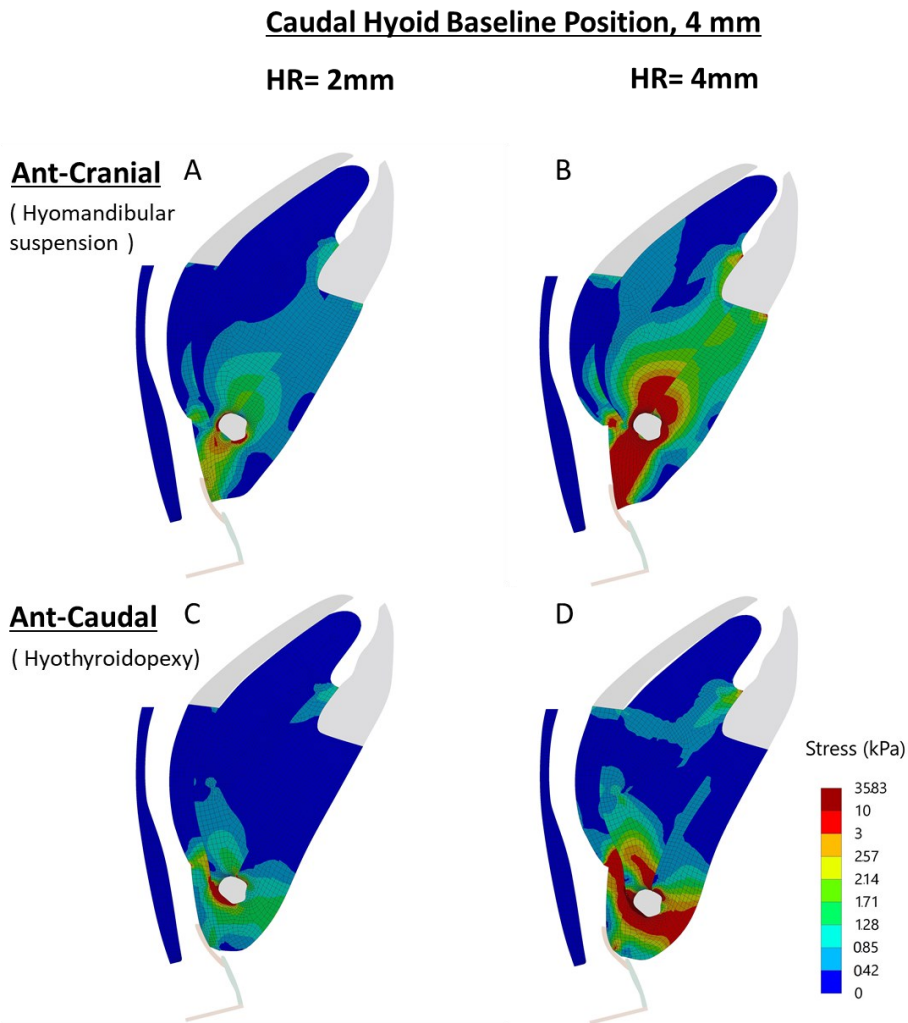 Caudal Hyoid Baseline Position, 4 mm
HR= 2mm
HR= 4mm
Ant-Cranial
A
B
( Hyomandibular
suspension )
Ant-Caudal
C
D
( Hyothyroidopexy)
Stress (kPa)
3583
10
3
257
214
171
128
085
042
0